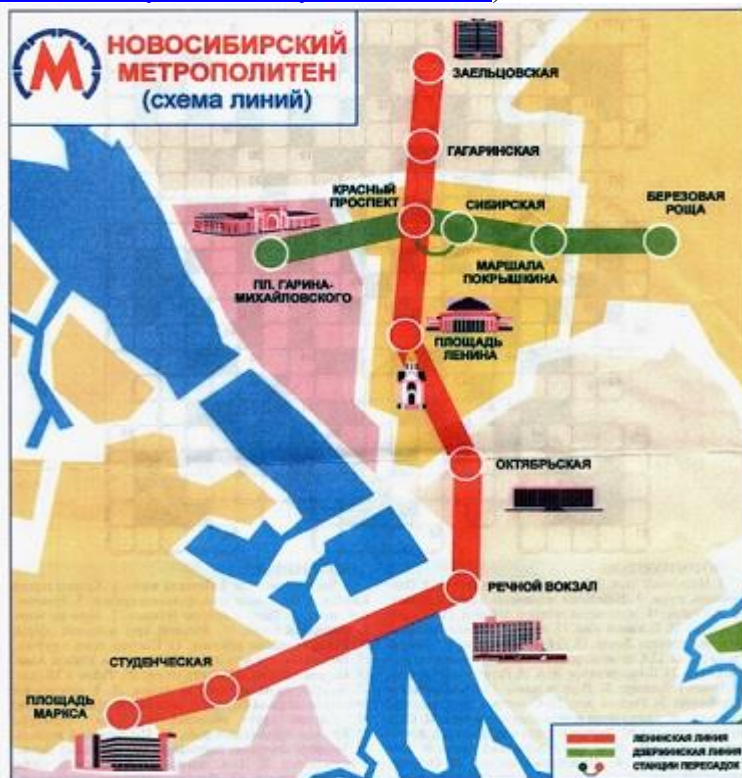 М
НОВОСИБИРСКИЙ
МЕТРОПОЛИТЕН
(схема линий)
ЗАЕЛЬЦОВСКАЯ
ГАГАРИНСКАЯ
КРАСНЫЙ
ПРОСПЕКТ
СИБИРСКАЯ
БЕРЕЗОВАЯ
РОЩА
МАРШАЛА
ПОКРЫШКИНА
ПЛ. ГАРИНА-
МИХАЙЛОВСКОГО
ПЛОЩАДЬ
ЛЕНИНА
ОКТЯБРЬСКАЯ
РЕЧНОЙ ВОКЗАЛ
СТУДЕНЧЕСКАЯ
ПЛОЩАДЬ
МАРКСА
ЛЕНИНСКАЯ ЛИНИЯ
ДЗЕРЖИНСКАЯ ЛИНИЯ
СТАНЦИИ ПЕРЕСАДОК